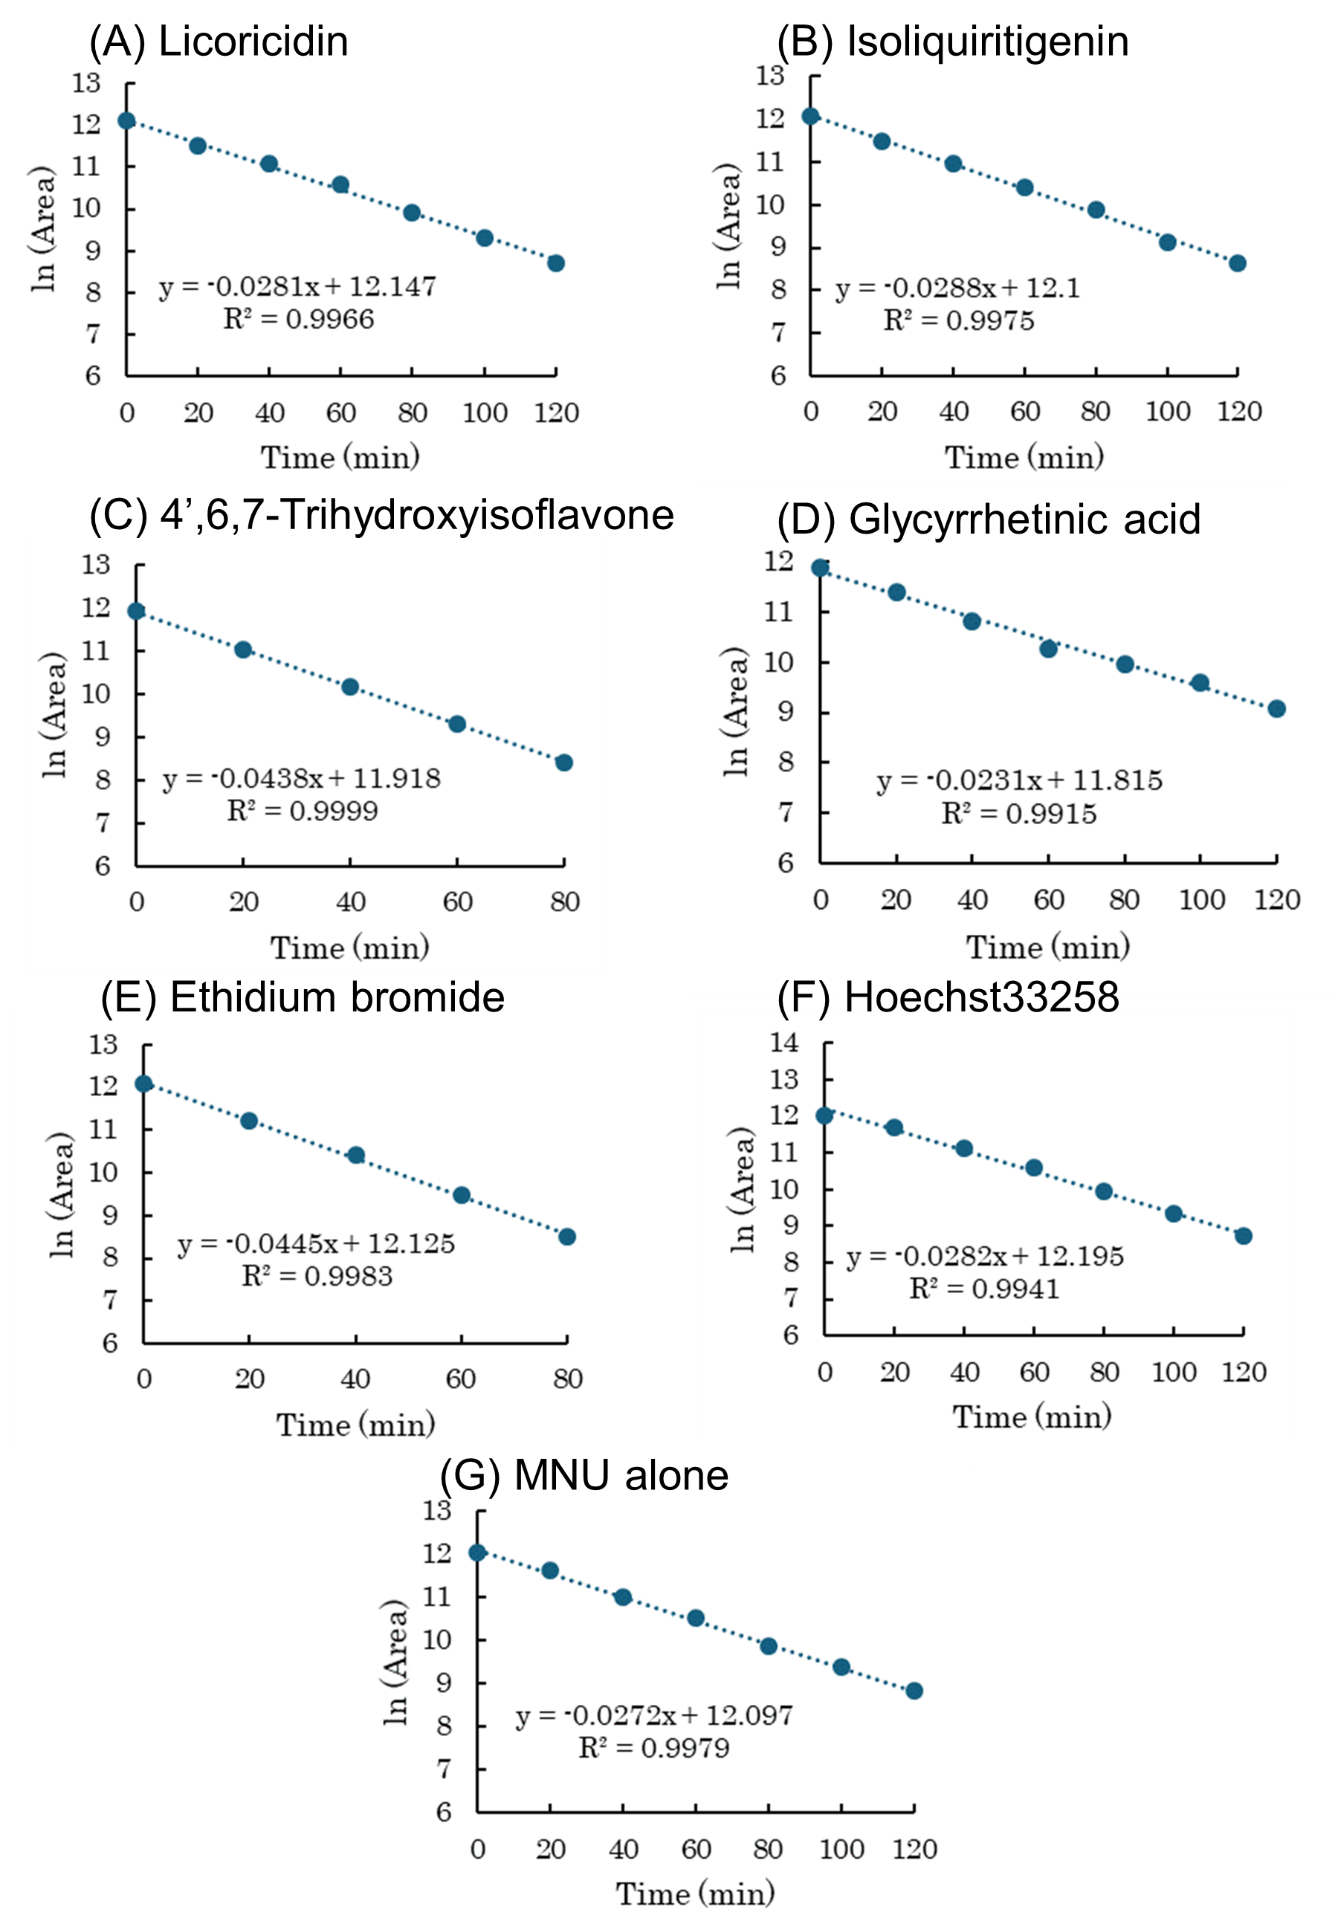 (A) Licoricidin
13
12
11
10
9
8
7
6
ln (Area)
y = -0.0281x + 12.147
R² = 0.9966
0 20 40 60 80 100 120
Time (min)
(B) Isoliquiritigenin
13
12
11
10
9
8
7
6
ln (Area)
y = -0.0288x + 12.1
R² = 0.9975
0 20 40 60 80 100 120
Time (min)
(C) 4’,6,7-Trihydroxyisoflavone
13
12
11
10
9
8
7
6
ln (Area)
y = -0.0438x + 11.918
R² = 0.9999
0 20 40 60 80
Time (min)
(D) Glycyrrhetinic acid
12
11
10
9
8
7
6
ln (Area)
y = -0.0231x + 11.815
R² = 0.9915
0 20 40 60 80 100 120
Time (min)
(E) Ethidium bromide
13
12
11
10
9
8
7
6
ln (Area)
y = -0.0445x + 12.125
R² = 0.9983
0 20 40 60 80
Time (min)
(F) Hoechst33258
14
13
12
11
10
9
8
7
6
ln (Area)
y = -0.0282x + 12.195
R² = 0.9941
0 20 40 60 80 100 120
Time (min)
(G) MNU alone
13
12
11
10
9
8
7
6
ln (Area)
y = -0.0272x + 12.097
R² = 0.9979
0 20 40 60 80 100 120
Time (min)